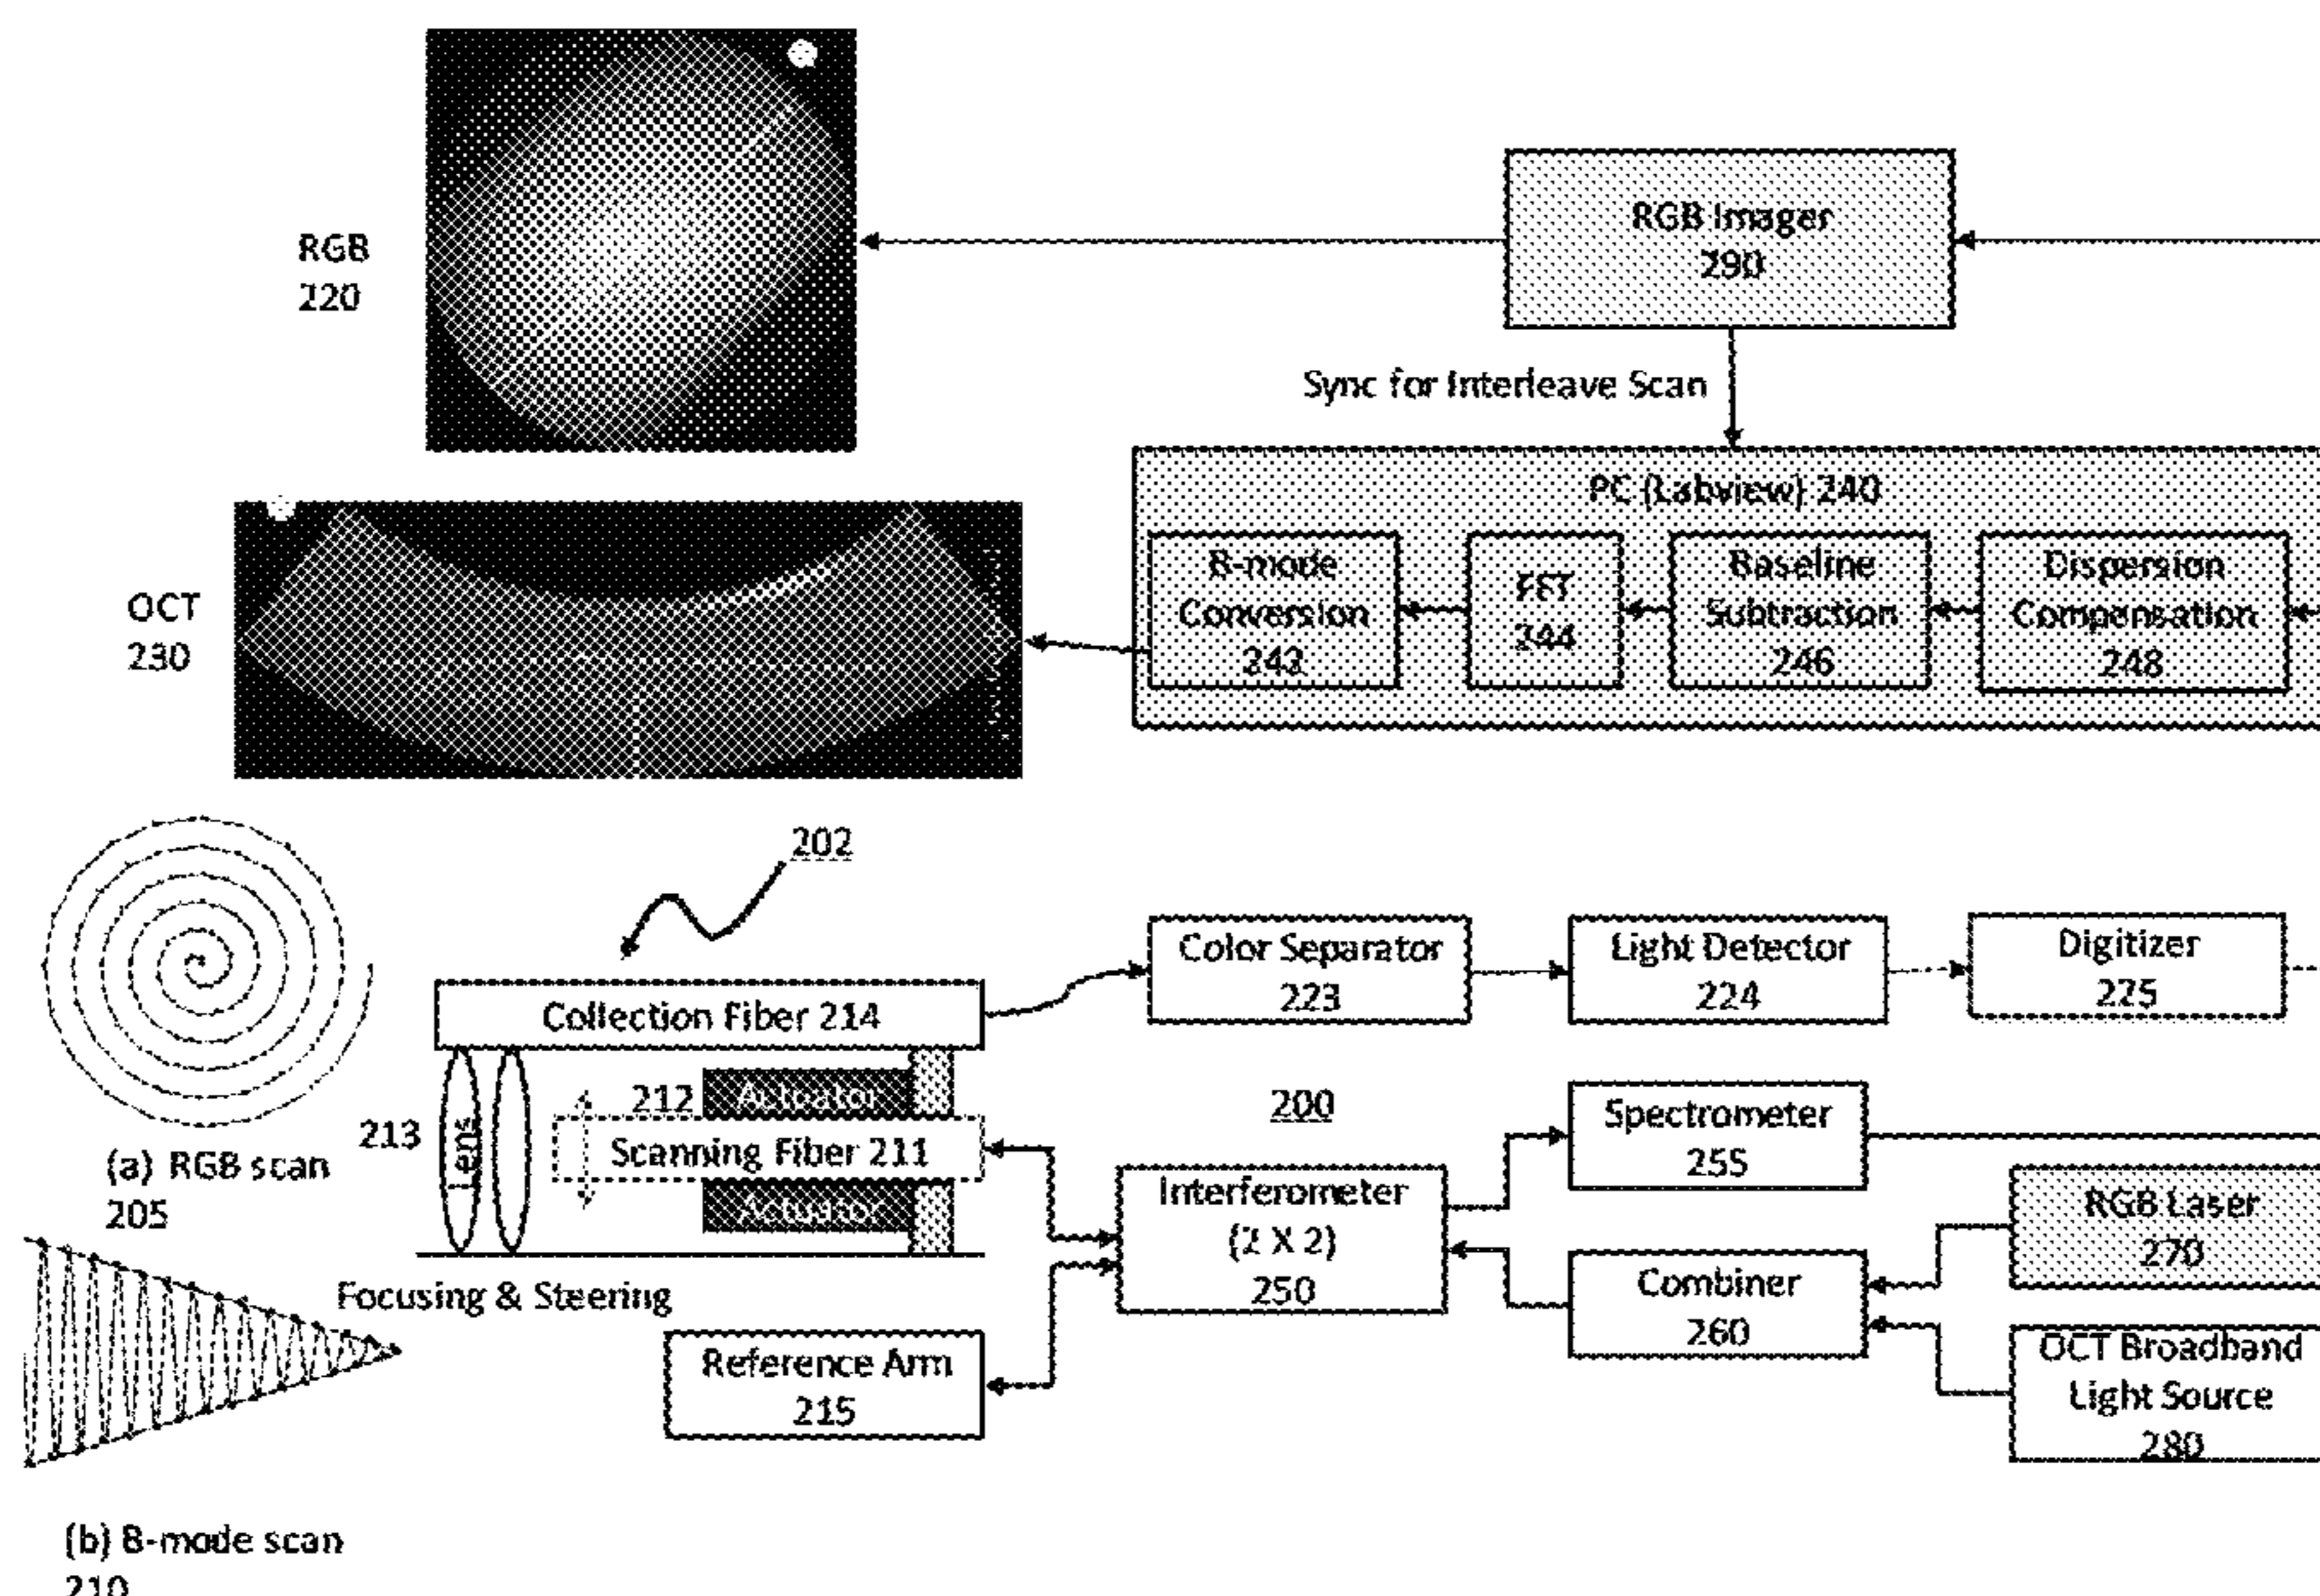 RGB
220
RGB Imager
290
Sync for Interleave Scan
PC (Labview) 240
B-mode
Conversion
242
FFT
244
Baseline
Subtraction
246
Dispersion
Compensation
248
OCT
230
202
Color Separator
223
Light Detector
224
Digitizer
225
Collection Fiber 214
212
Actuator
213
Lens
Scanning Fiber 211
Actuator
200
Spectrometer
255
(a) RGB scan
205
Interferometer
(2 X 2)
250
RGB Laser
270
Combiner
260
Focusing & Steering
Reference Arm
215
OCT Broadband
Light Source
280
(b) B-mode scan
210